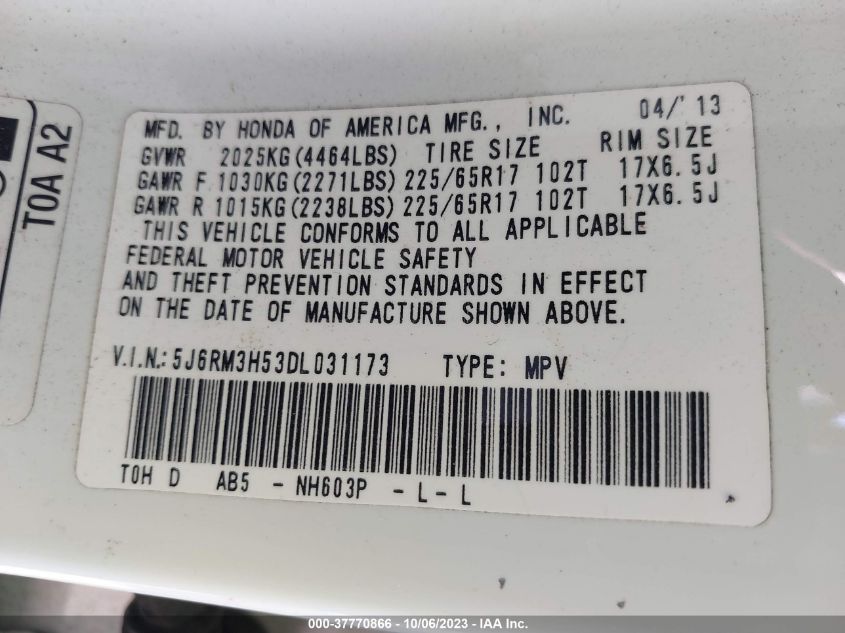 T0A A2
MFD. BY HONDA OF AMERICA MFG., INC. 04/'13
GVWR 2025KG(4464LBS) TIRE SIZE RIM SIZE
GAWR F 1030KG(2271LBS) 225/65R17 102T 17X6.5J
GAWR R 1015KG(2238LBS) 225/65R17 102T 17X6.5J
THIS VEHICLE CONFORMS TO ALL APPLICABLE
FEDERAL MOTOR VEHICLE SAFETY
AND THEFT PREVENTION STANDARDS IN EFFECT
ON THE DATE OF MANUFACTURE SHOWN ABOVE.
V.I.N.: 5J6RM3H53DL031173 TYPE: MPV
T0H D AB5 - NH603P - L - L
000-37770866 - 10/06/2023 - IAA Inc.